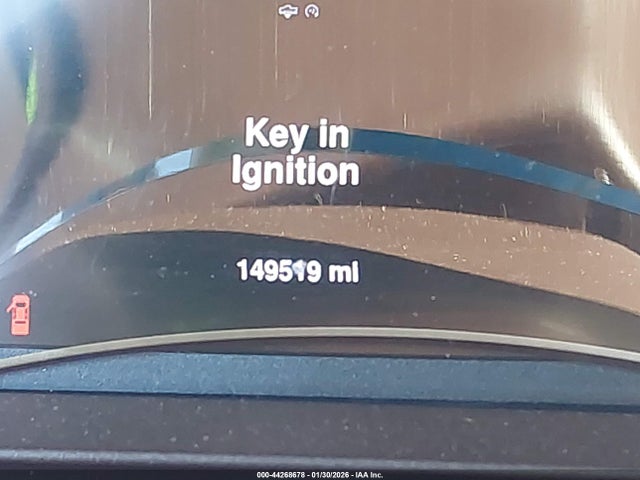 Key in
Ignition
149519 mi
000-44268678 - 01/30/2026 - IAA Inc.